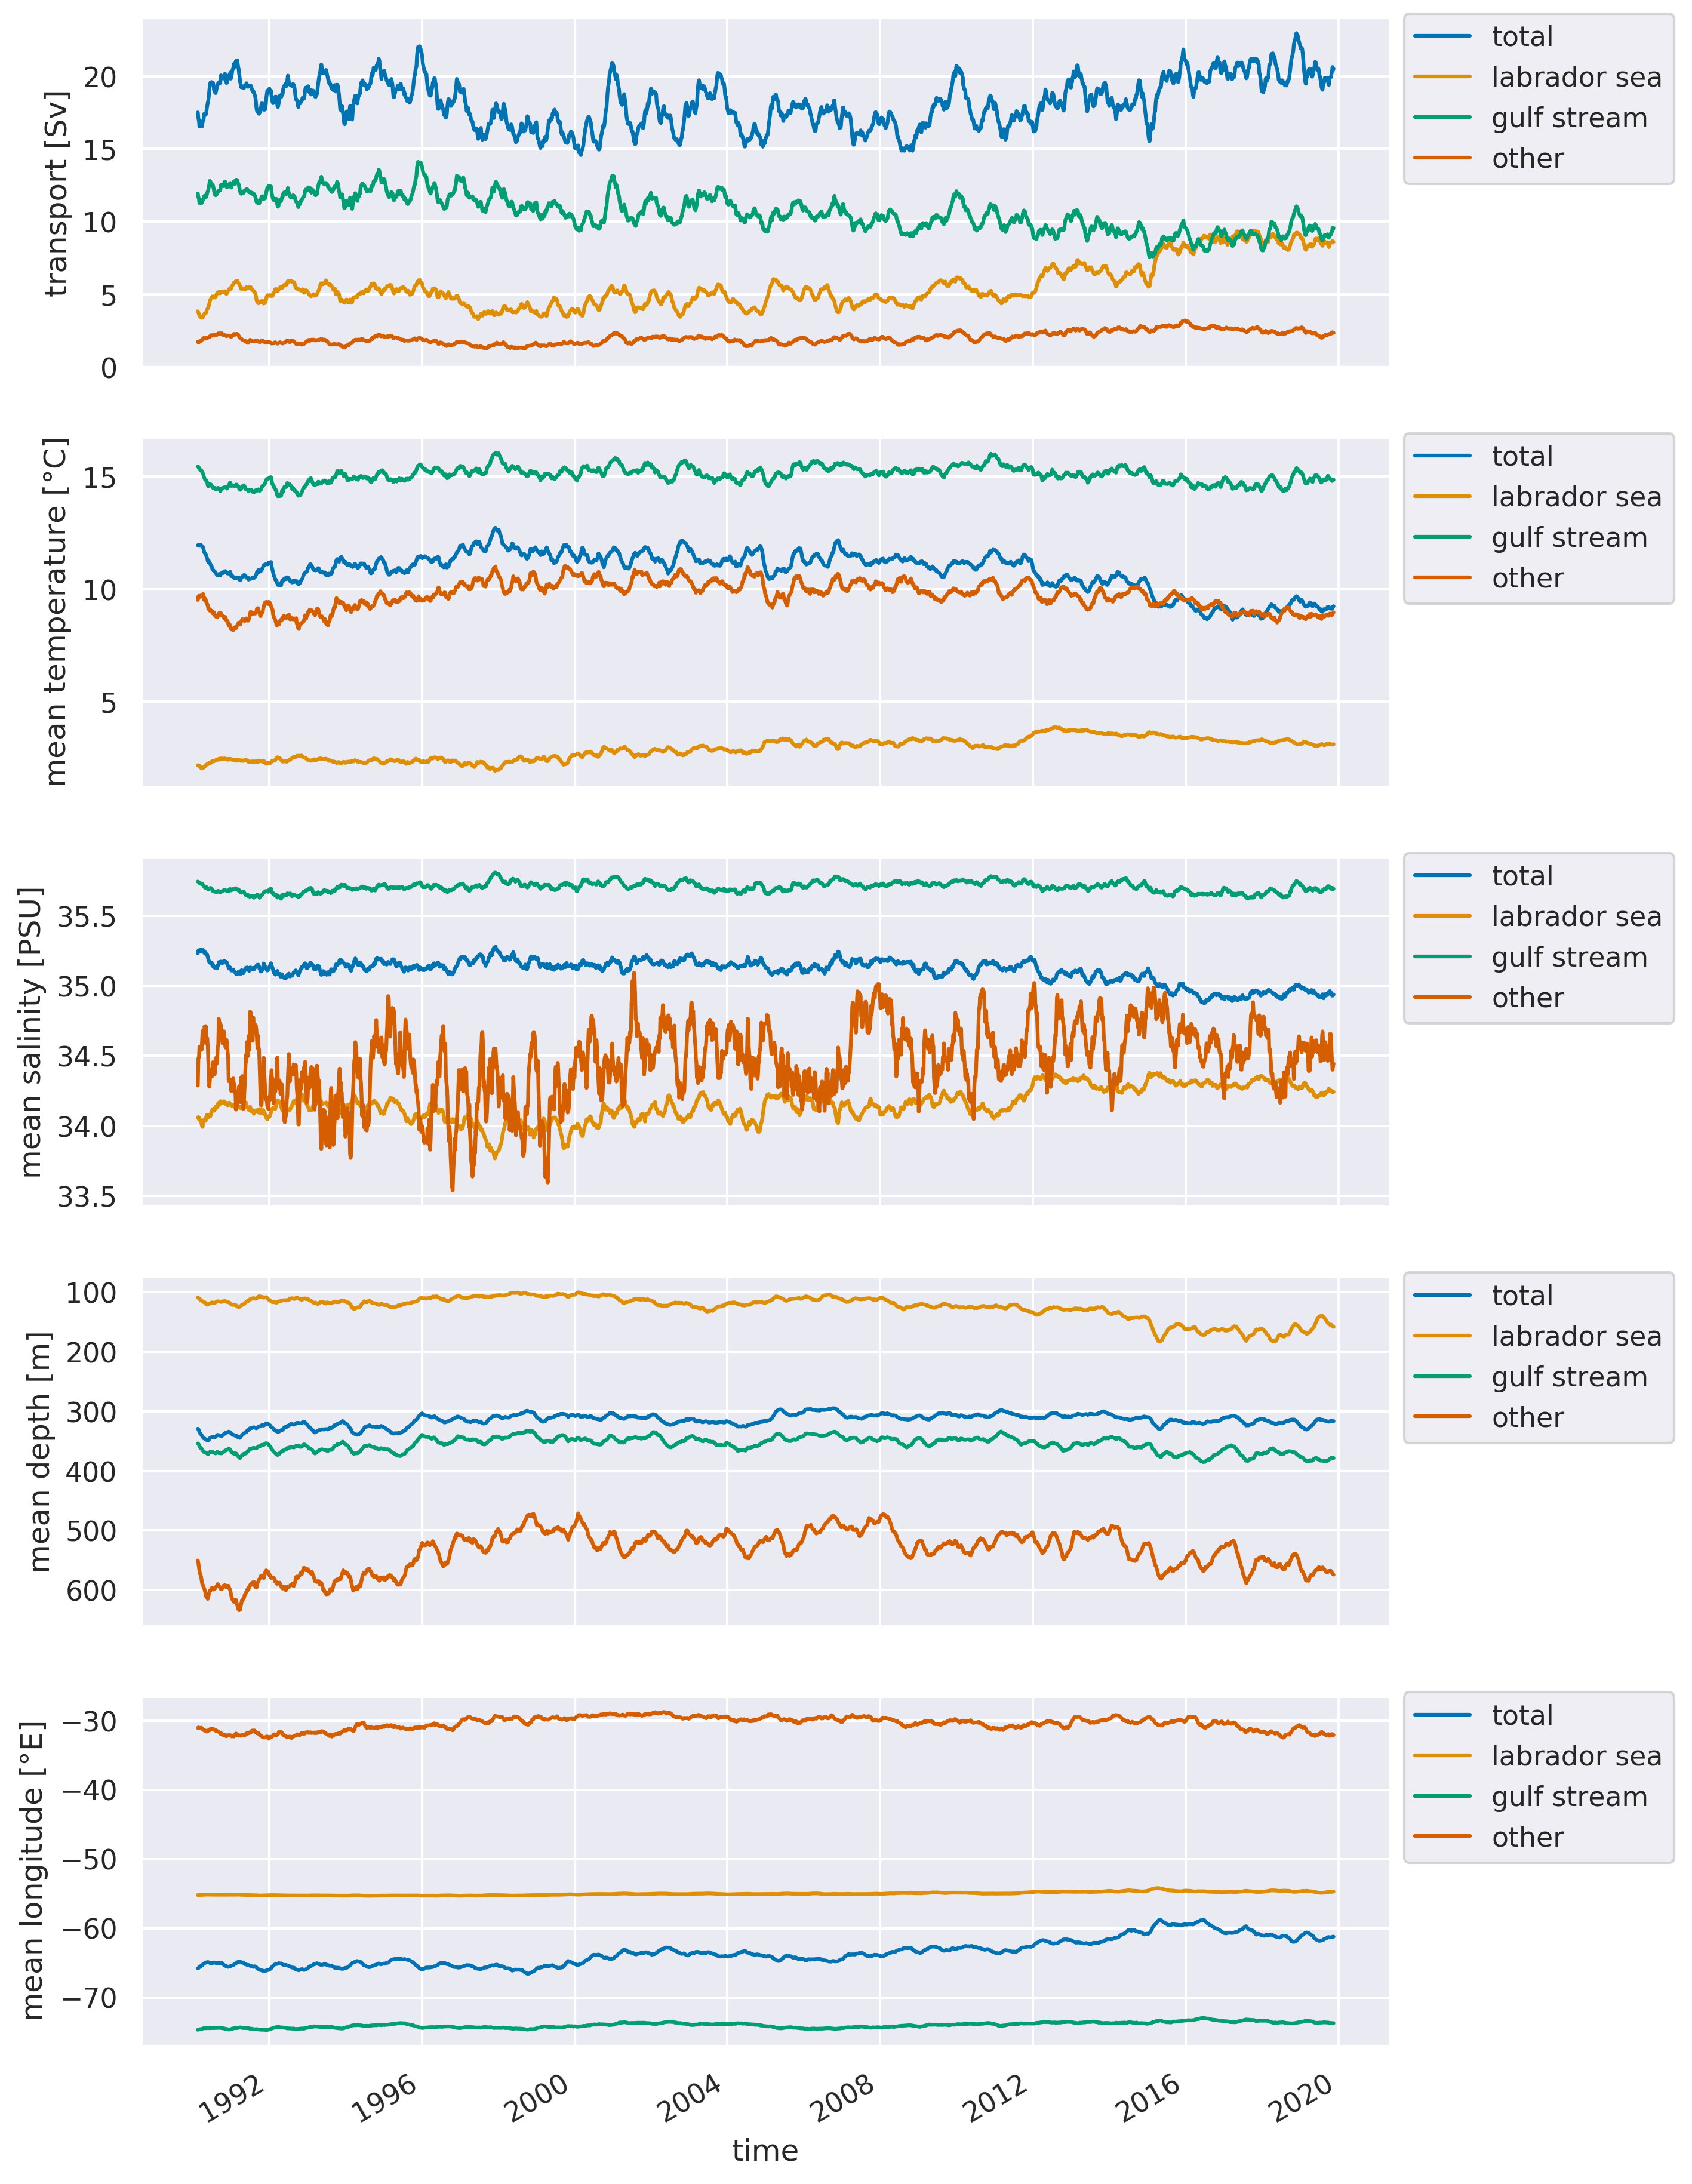 transport [Sv]
20
15
10
5
0
total
labrador sea
gulf stream
other
mean temperature [°C]
15
10
5
total
labrador sea
gulf stream
other
mean salinity [PSU]
35.5
35.0
34.5
34.0
33.5
total
labrador sea
gulf stream
other
mean depth [m]
100
200
300
400
500
600
total
labrador sea
gulf stream
other
mean longitude [°E]
−30
−40
−50
−60
−70
total
labrador sea
gulf stream
other
1992
1996
2000
2004
2008
2012
2016
2020
time